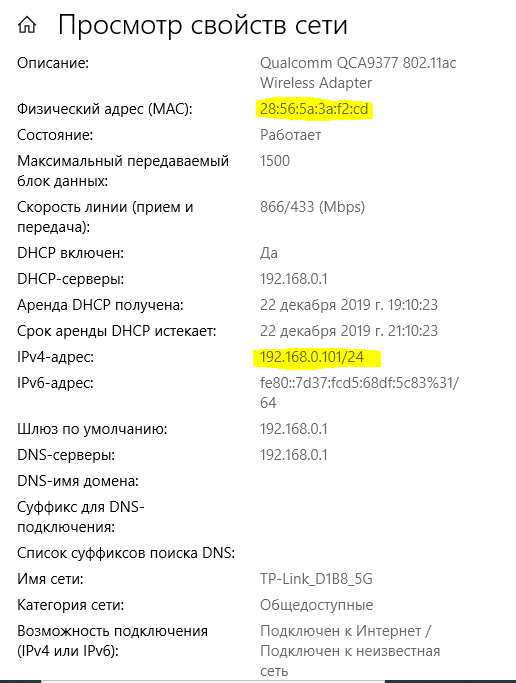 Просмотр свойств сети
Описание: Qualcomm QCA9377 802.11ac
Wireless Adapter
Физический адрес (MAC): 28:56:5a:3a:f2:cd
Состояние: Работает
Максимальный передаваемый 1500
блок данных:
Скорость линии (прием и 866/433 (Mbps)
передача):
DHCP включен: Да
DHCP-серверы: 192.168.0.1
Аренда DHCP получена: 22 декабря 2019 г. 19:10:23
Срок аренды DHCP истекает: 22 декабря 2019 г. 21:10:23
IPv4-адрес: 192.168.0.101/24
IPv6-адрес: fe80::7d37:fcd5:68df:5c83%31/
64
Шлюз по умолчанию: 192.168.0.1
DNS-серверы: 192.168.0.1
DNS-имя домена:
Суффикс для DNS-
подключения:
Список суффиксов поиска DNS:
Имя сети: TP-Link_D1B8_5G
Категория сети: Общедоступные
Возможность подключения Подключен к Интернет /
(IPv4 или IPv6): Подключен к неизвестная
сеть